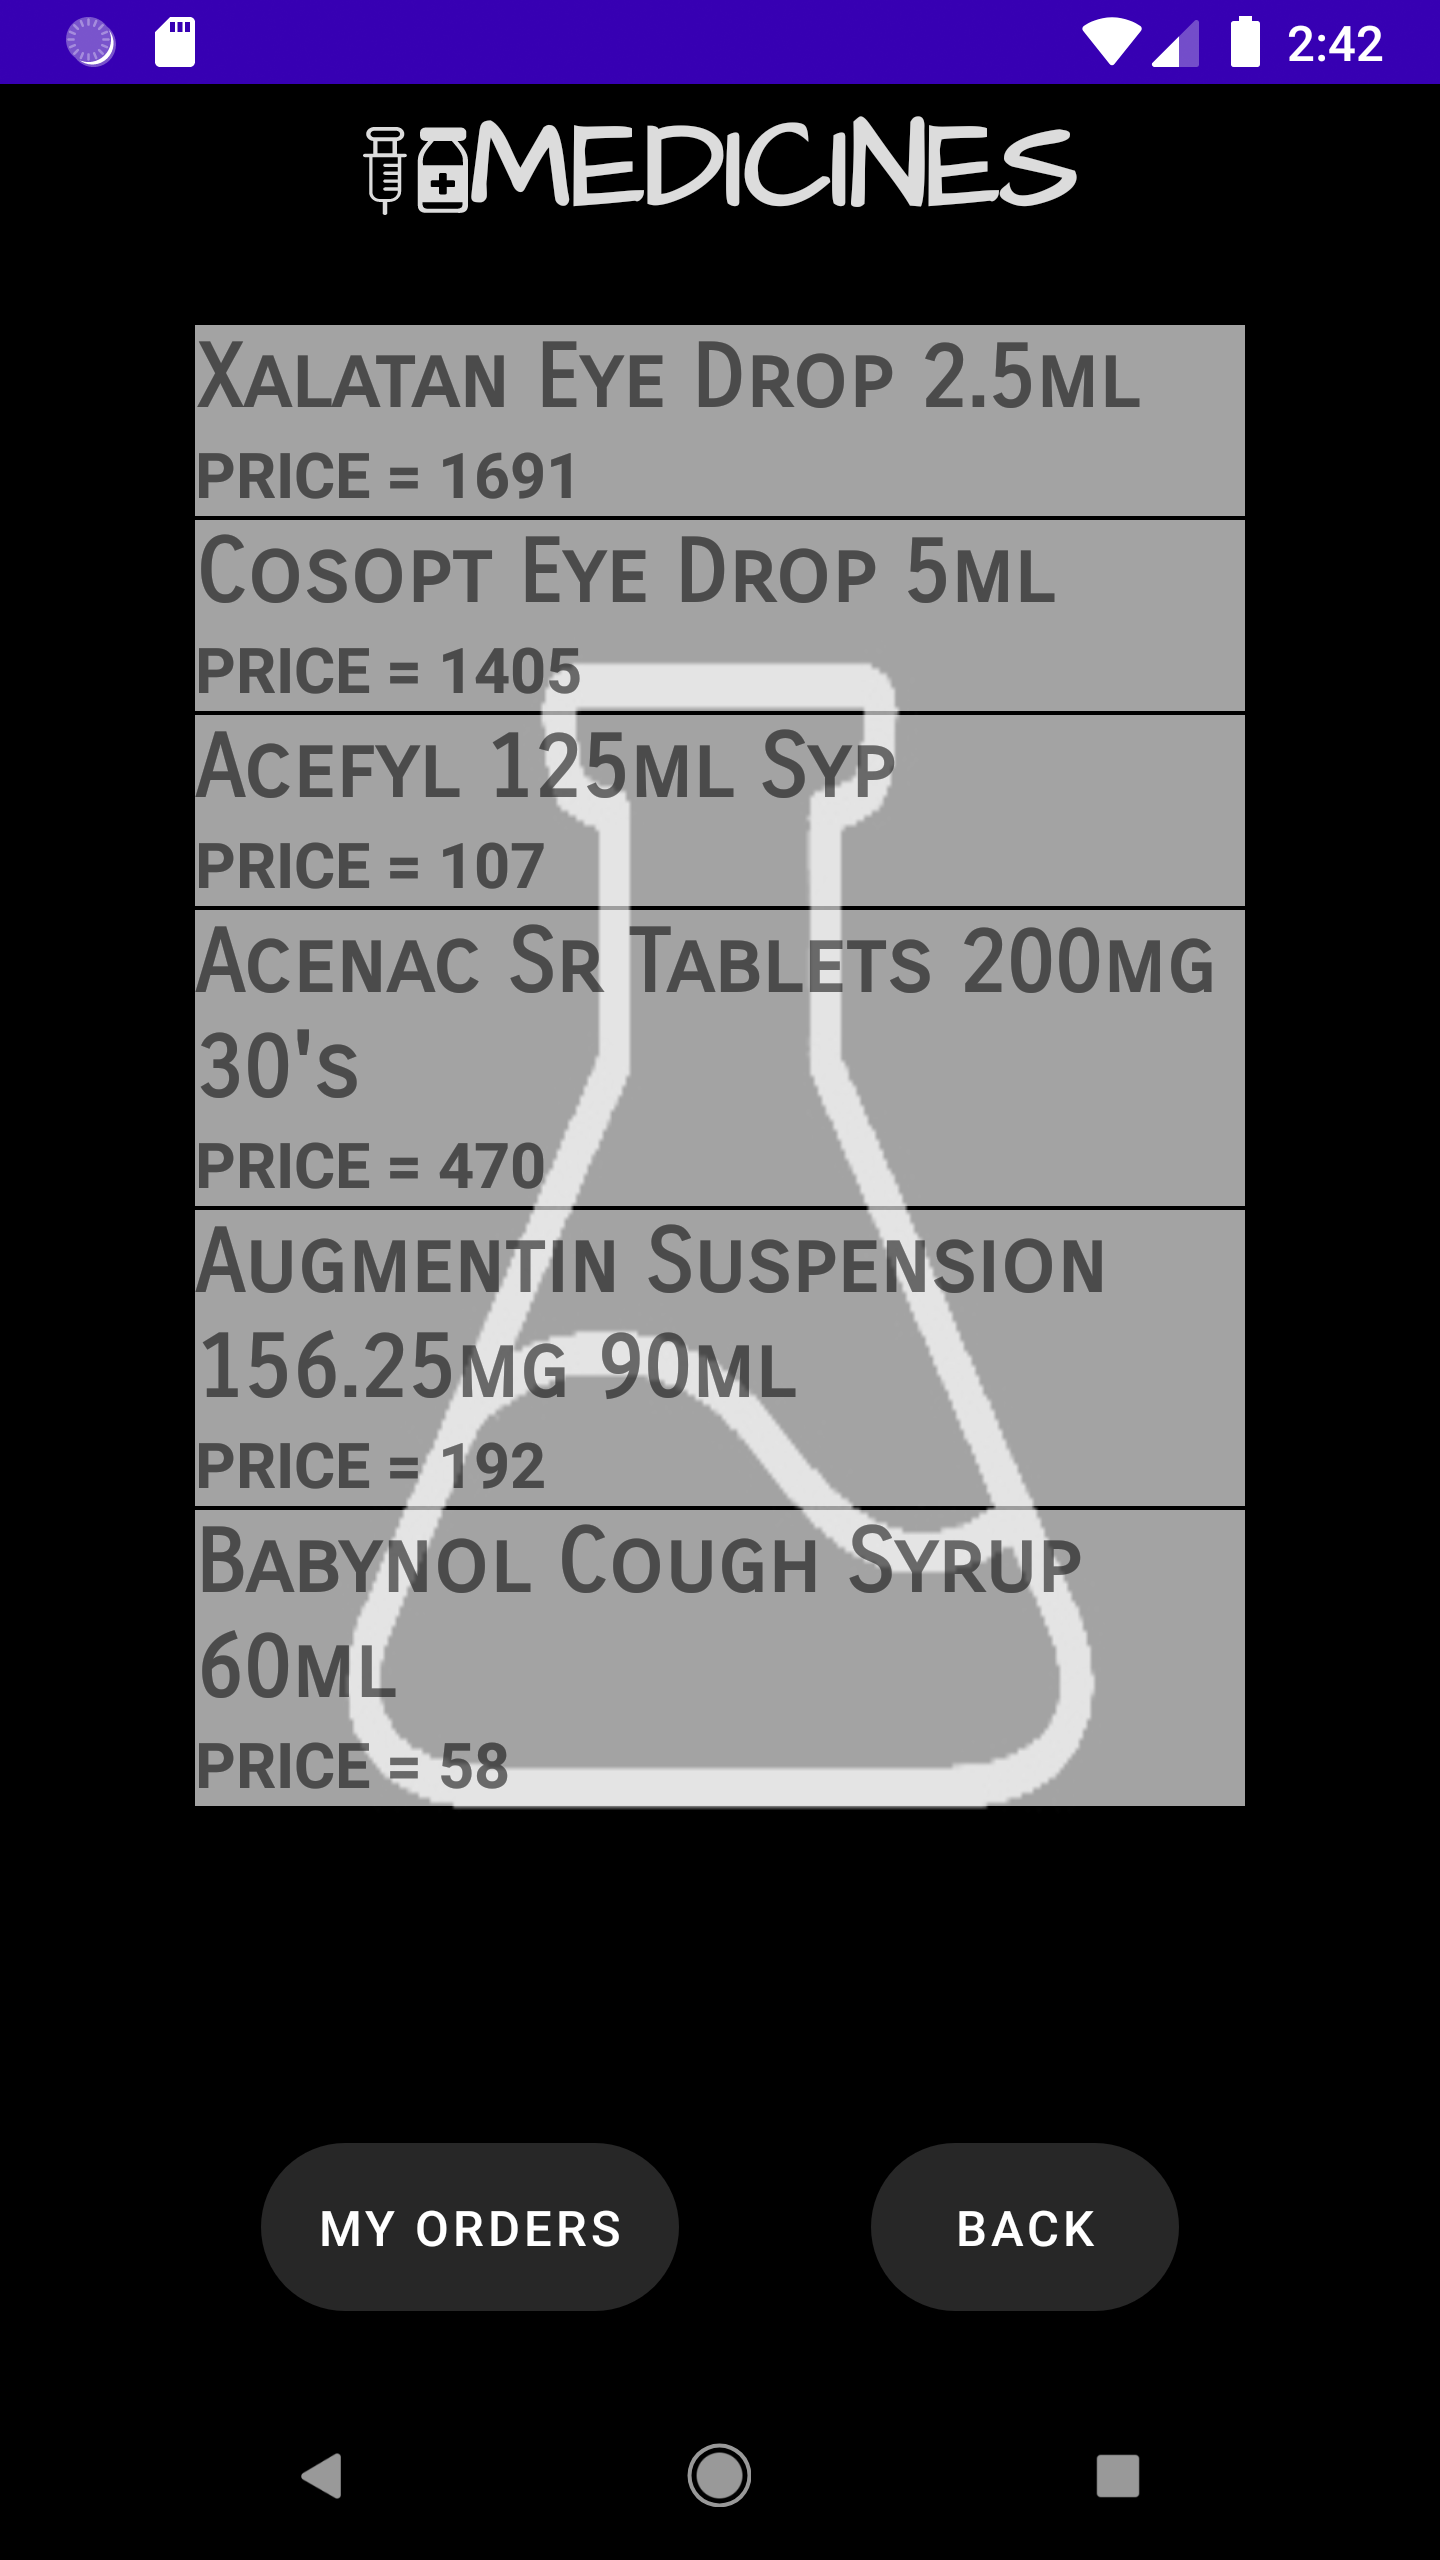 2:42
MEDICINES
Xalatan Eye Drop 2.5ml
PRICE = 1691
Cosopt Eye Drop 5ml
PRICE = 1405
Acefyl 125ml Syp
PRICE = 107
Acenac Sr Tablets 200mg
30's
PRICE = 470
Augmentin Suspension
156.25mg 90ml
PRICE = 192
Babynol Cough Syrup
60ml
PRICE = 58
MY ORDERS
BACK